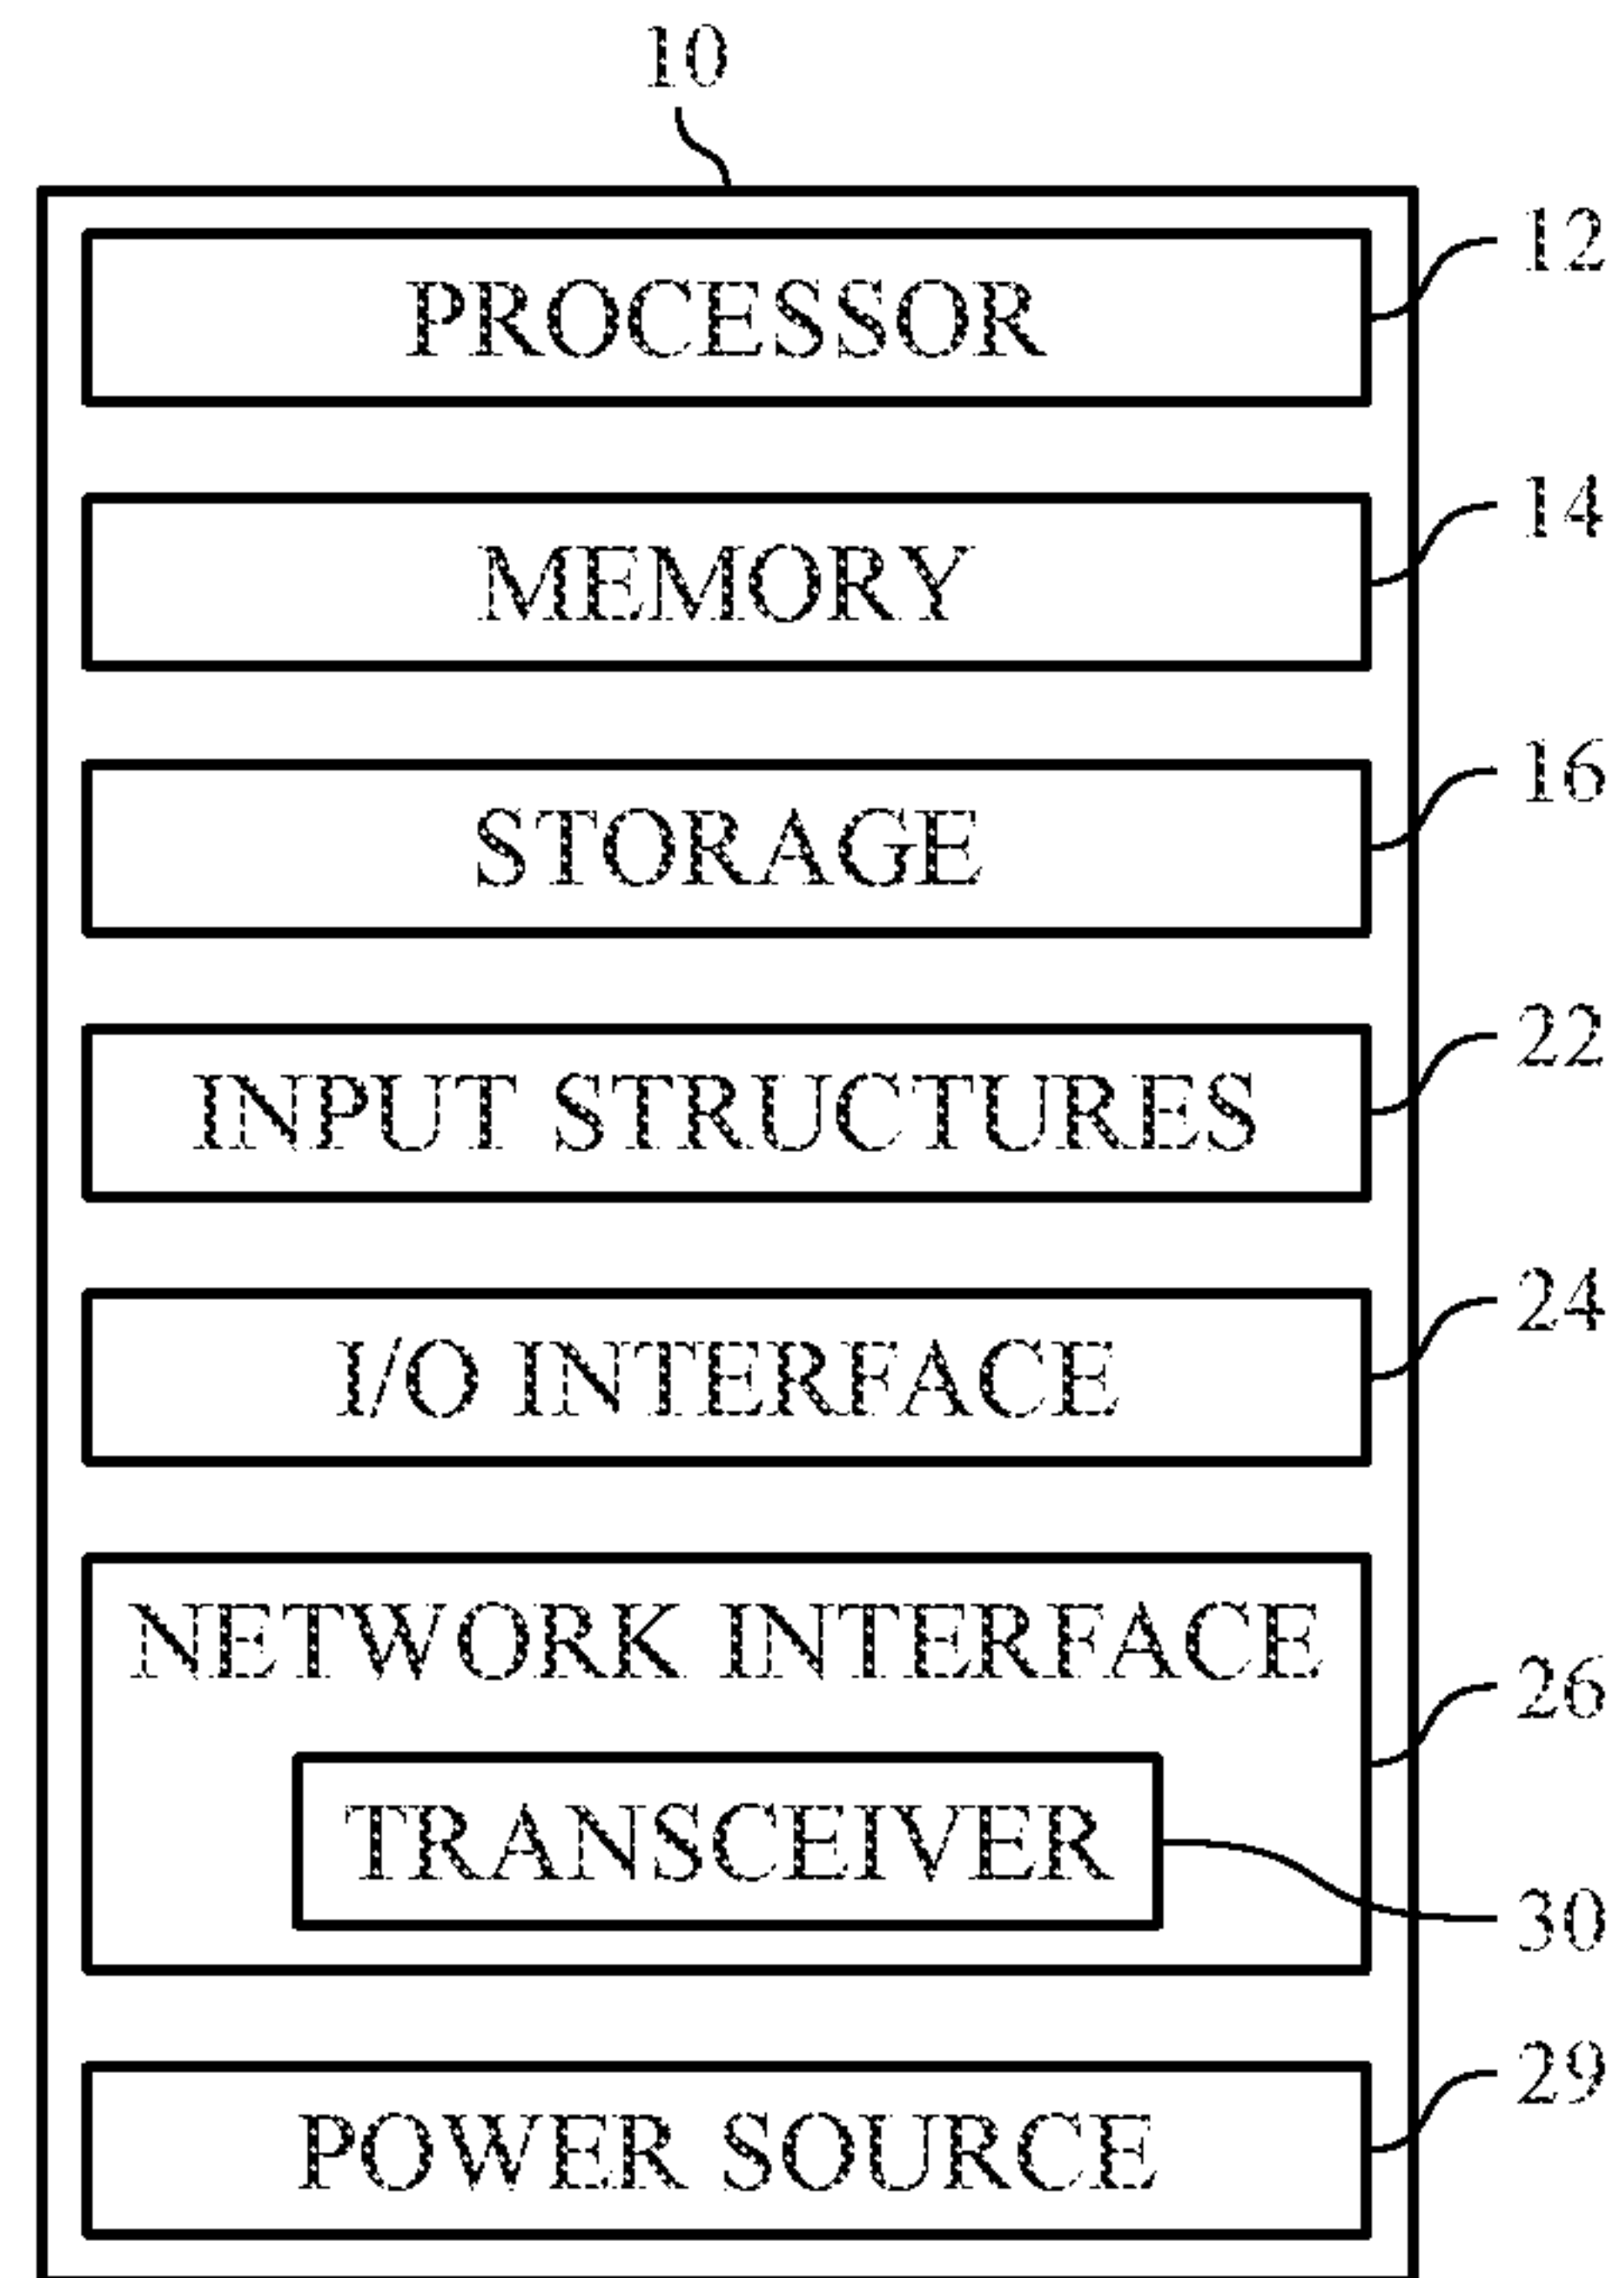 10
PROCESSOR 12
MEMORY 14
STORAGE 16
INPUT STRUCTURES 22
I/O INTERFACE 24
NETWORK INTERFACE 26
TRANSCEIVER 30
POWER SOURCE 29